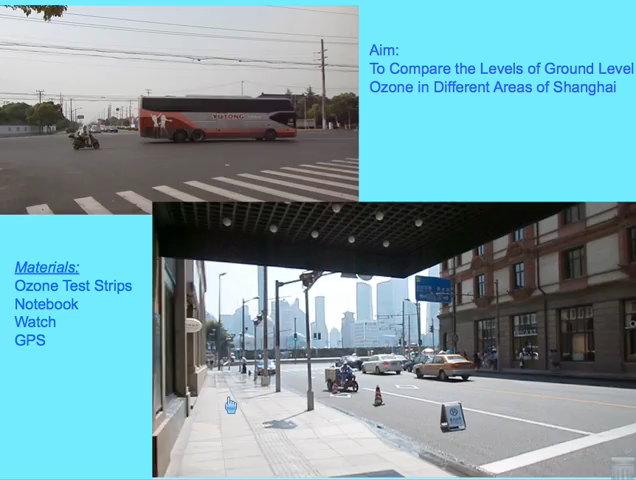 Aim:
To Compare the Levels of Ground Level
Ozone in Different Areas of Shanghai
YUTONG
Materials:
Ozone Test Strips
Notebook
Watch
GPS